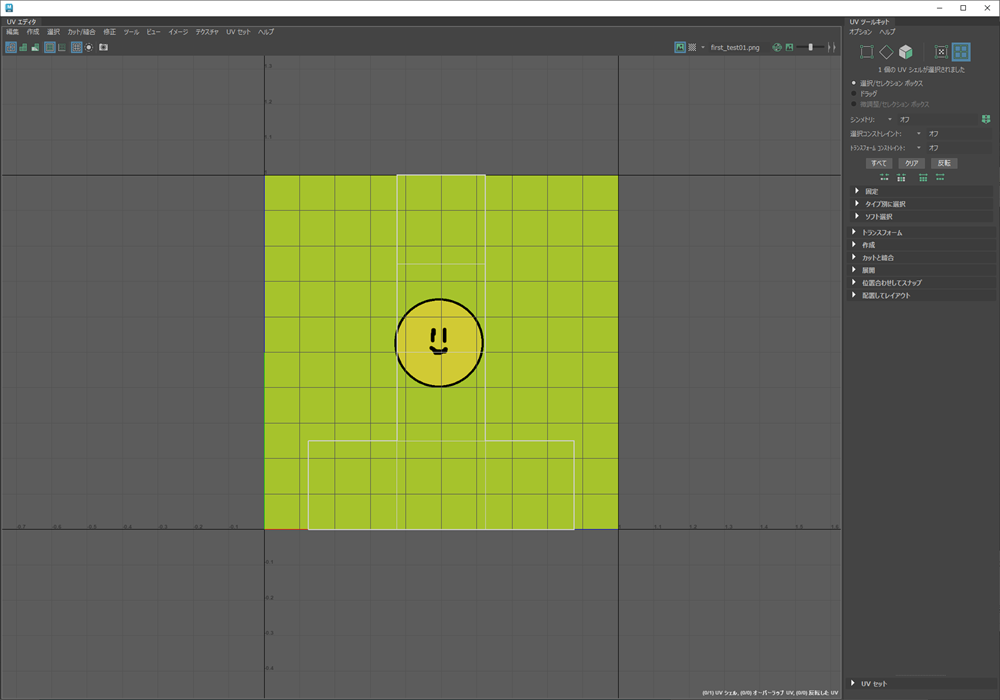 UV エディタ
編集 作成 選択 カット/縫合 修正 ツール ビュー イメージ テクスチャ UV セット ヘルプ
first_test01.png
1.3
1.2
1.1
-0.7 -0.6 -0.5 -0.4 -0.3 -0.2 -0.1 1.1 1.2 1.3 1.4 1.5 1.6
-0.1
-0.2
-0.3
-0.4
(0/1) UV シェル, (0/0) オーバーラップ UV, (0/0) 反転した UV
UV ツールキット
オプション ヘルプ
1 個の UV シェルが選択されました
選択/セレクション ボックス
ドラッグ
微調整/セレクション ボックス
シンメトリ: オフ
選択コンストレイント: オフ
トランスフォーム コンストレイント: オフ
すべて クリア 反転
固定
タイプ別に選択
ソフト選択
トランスフォーム
作成
カットと縫合
展開
位置合わせしてスナップ
配置してレイアウト
UV セット